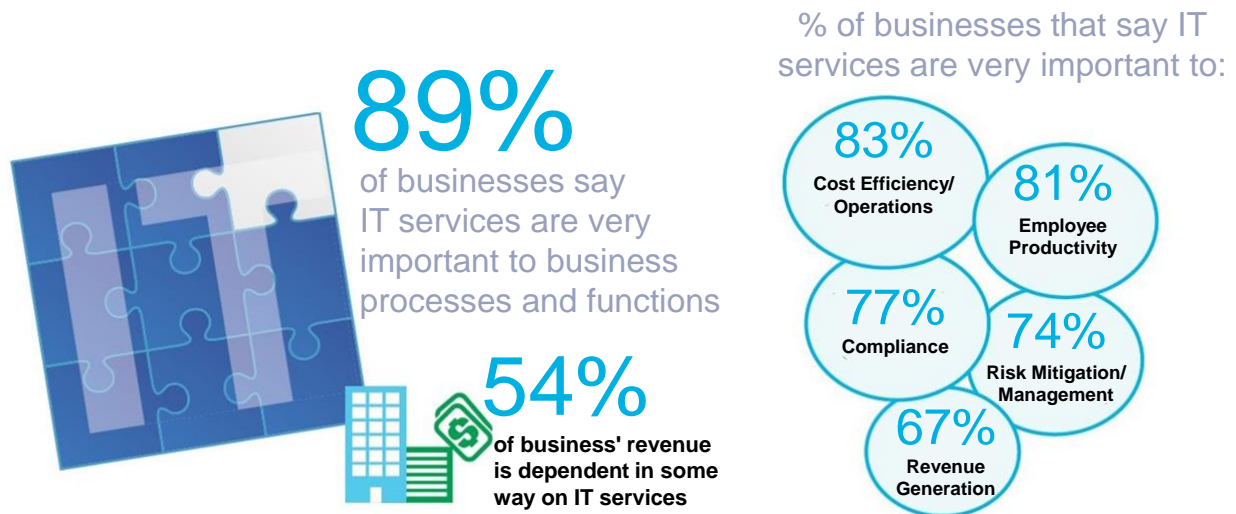 89%
of businesses say
IT services are very
important to business
processes and functions
54%
of business' revenue
is dependent in some
way on IT services
IT
% of businesses that say IT
services are very important to:
83%
Cost Efficiency/
Operations
81%
Employee
Productivity
77%
Compliance
74%
Risk Mitigation/
Management
67%
Revenue
Generation